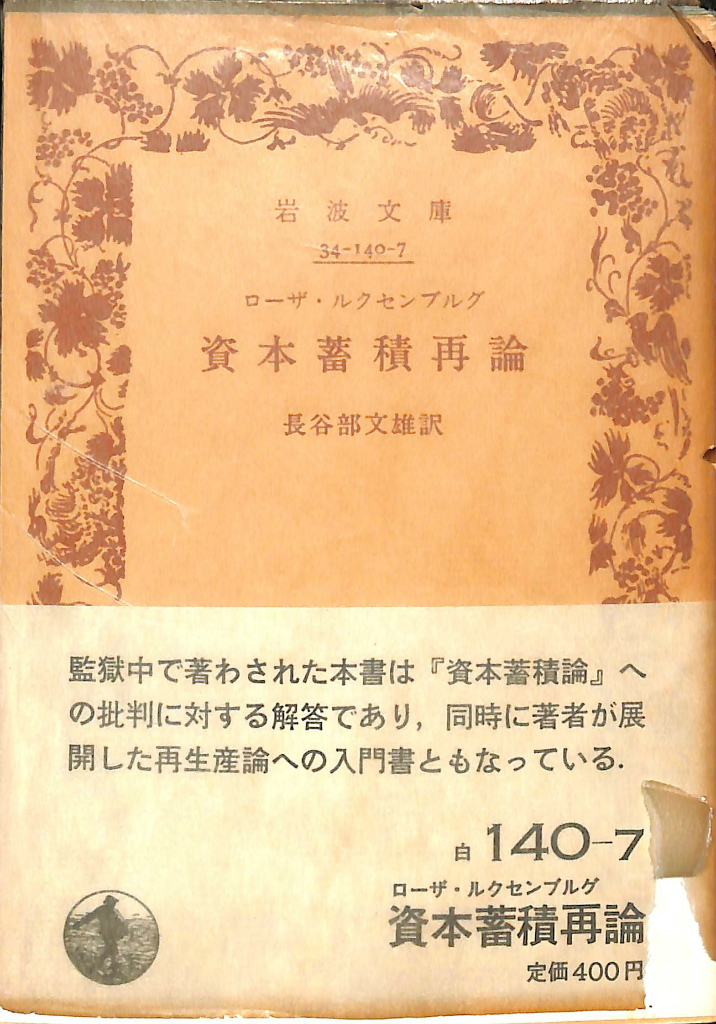 岩波文庫
34-140-7
ローザ・ルクセンブルグ
資本蓄積再論
長谷部文雄訳
監獄中で著わされた本書は『資本蓄積論』へ
の批判に対する解答であり，同時に著者が展
開した再生産論への入門書ともなっている．
白 140-7
ローザ・ルクセンブルグ
資本蓄積再論
定価400円